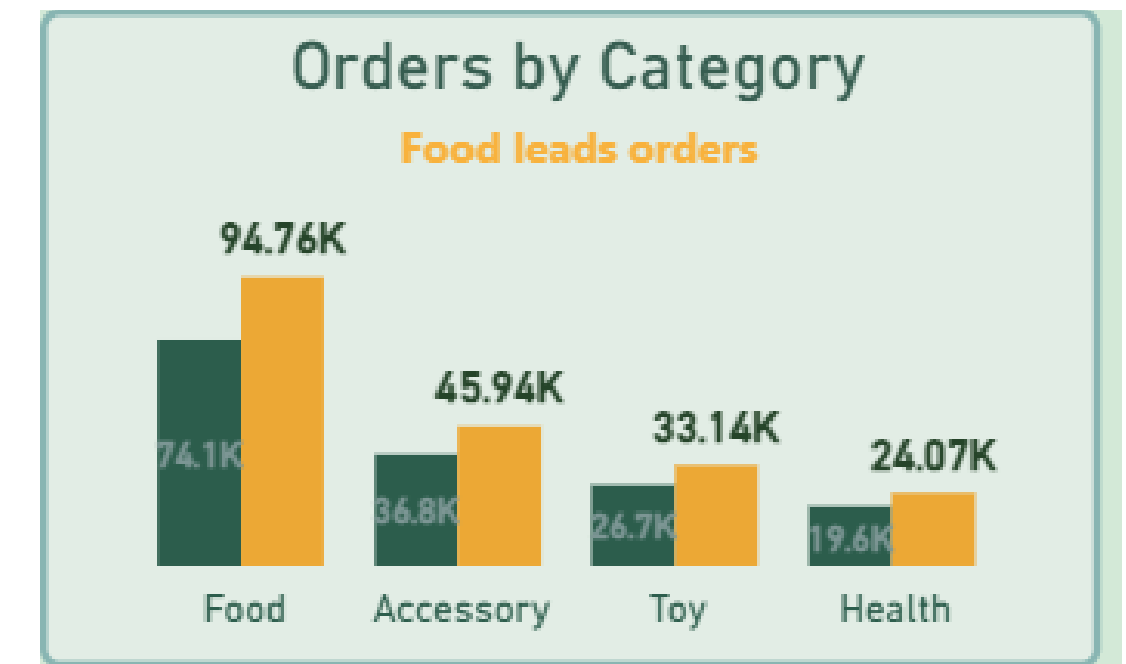 Orders by Category
Food leads orders
94.76K
74.1K
45.94K
36.8K
33.14K
26.7K
24.07K
19.6K
Food Accessory Toy Health